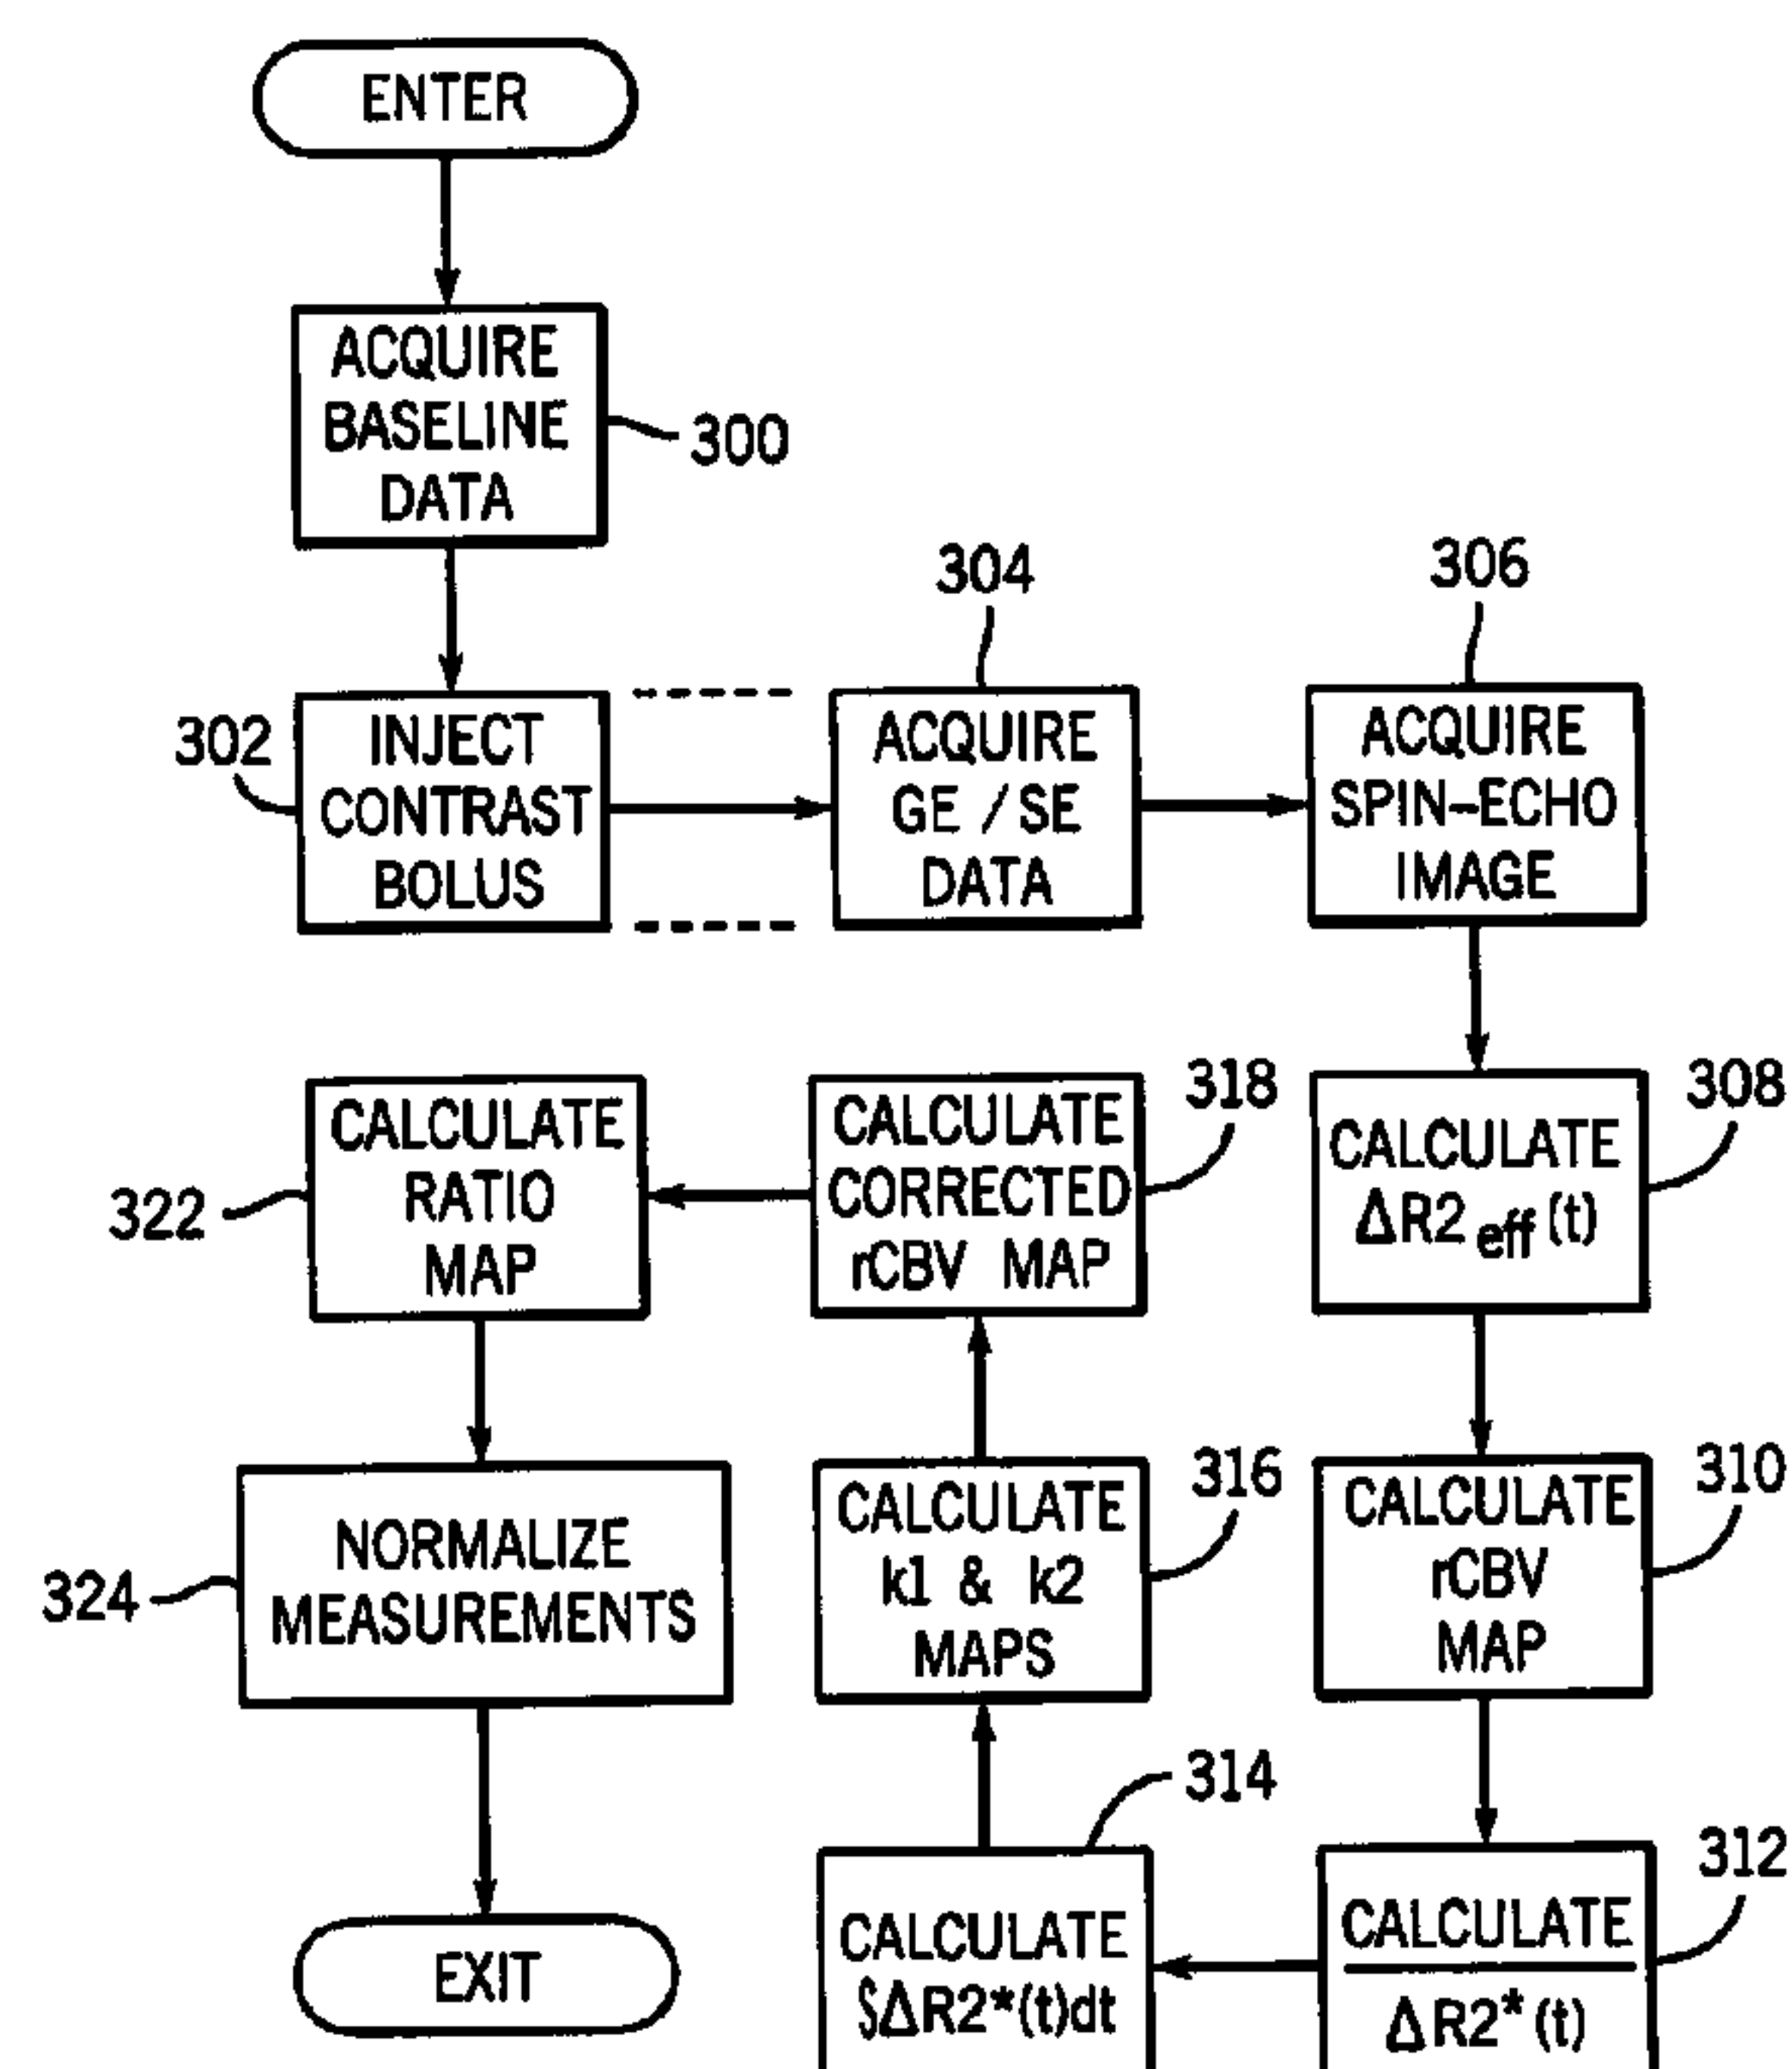 ENTER
ACQUIRE
BASELINE
DATA
300
302
INJECT
CONTRAST
BOLUS
304
ACQUIRE
GE / SE
DATA
306
ACQUIRE
SPIN-ECHO
IMAGE
308
CALCULATE
ΔR2 eff (t)
310
CALCULATE
rCBV
MAP
312
CALCULATE
ΔR2*(t)
314
CALCULATE
∫ΔR2*(t)dt
316
CALCULATE
k1 & k2
MAPS
318
CALCULATE
CORRECTED
rCBV MAP
322
CALCULATE
RATIO
MAP
324
NORMALIZE
MEASUREMENTS
EXIT